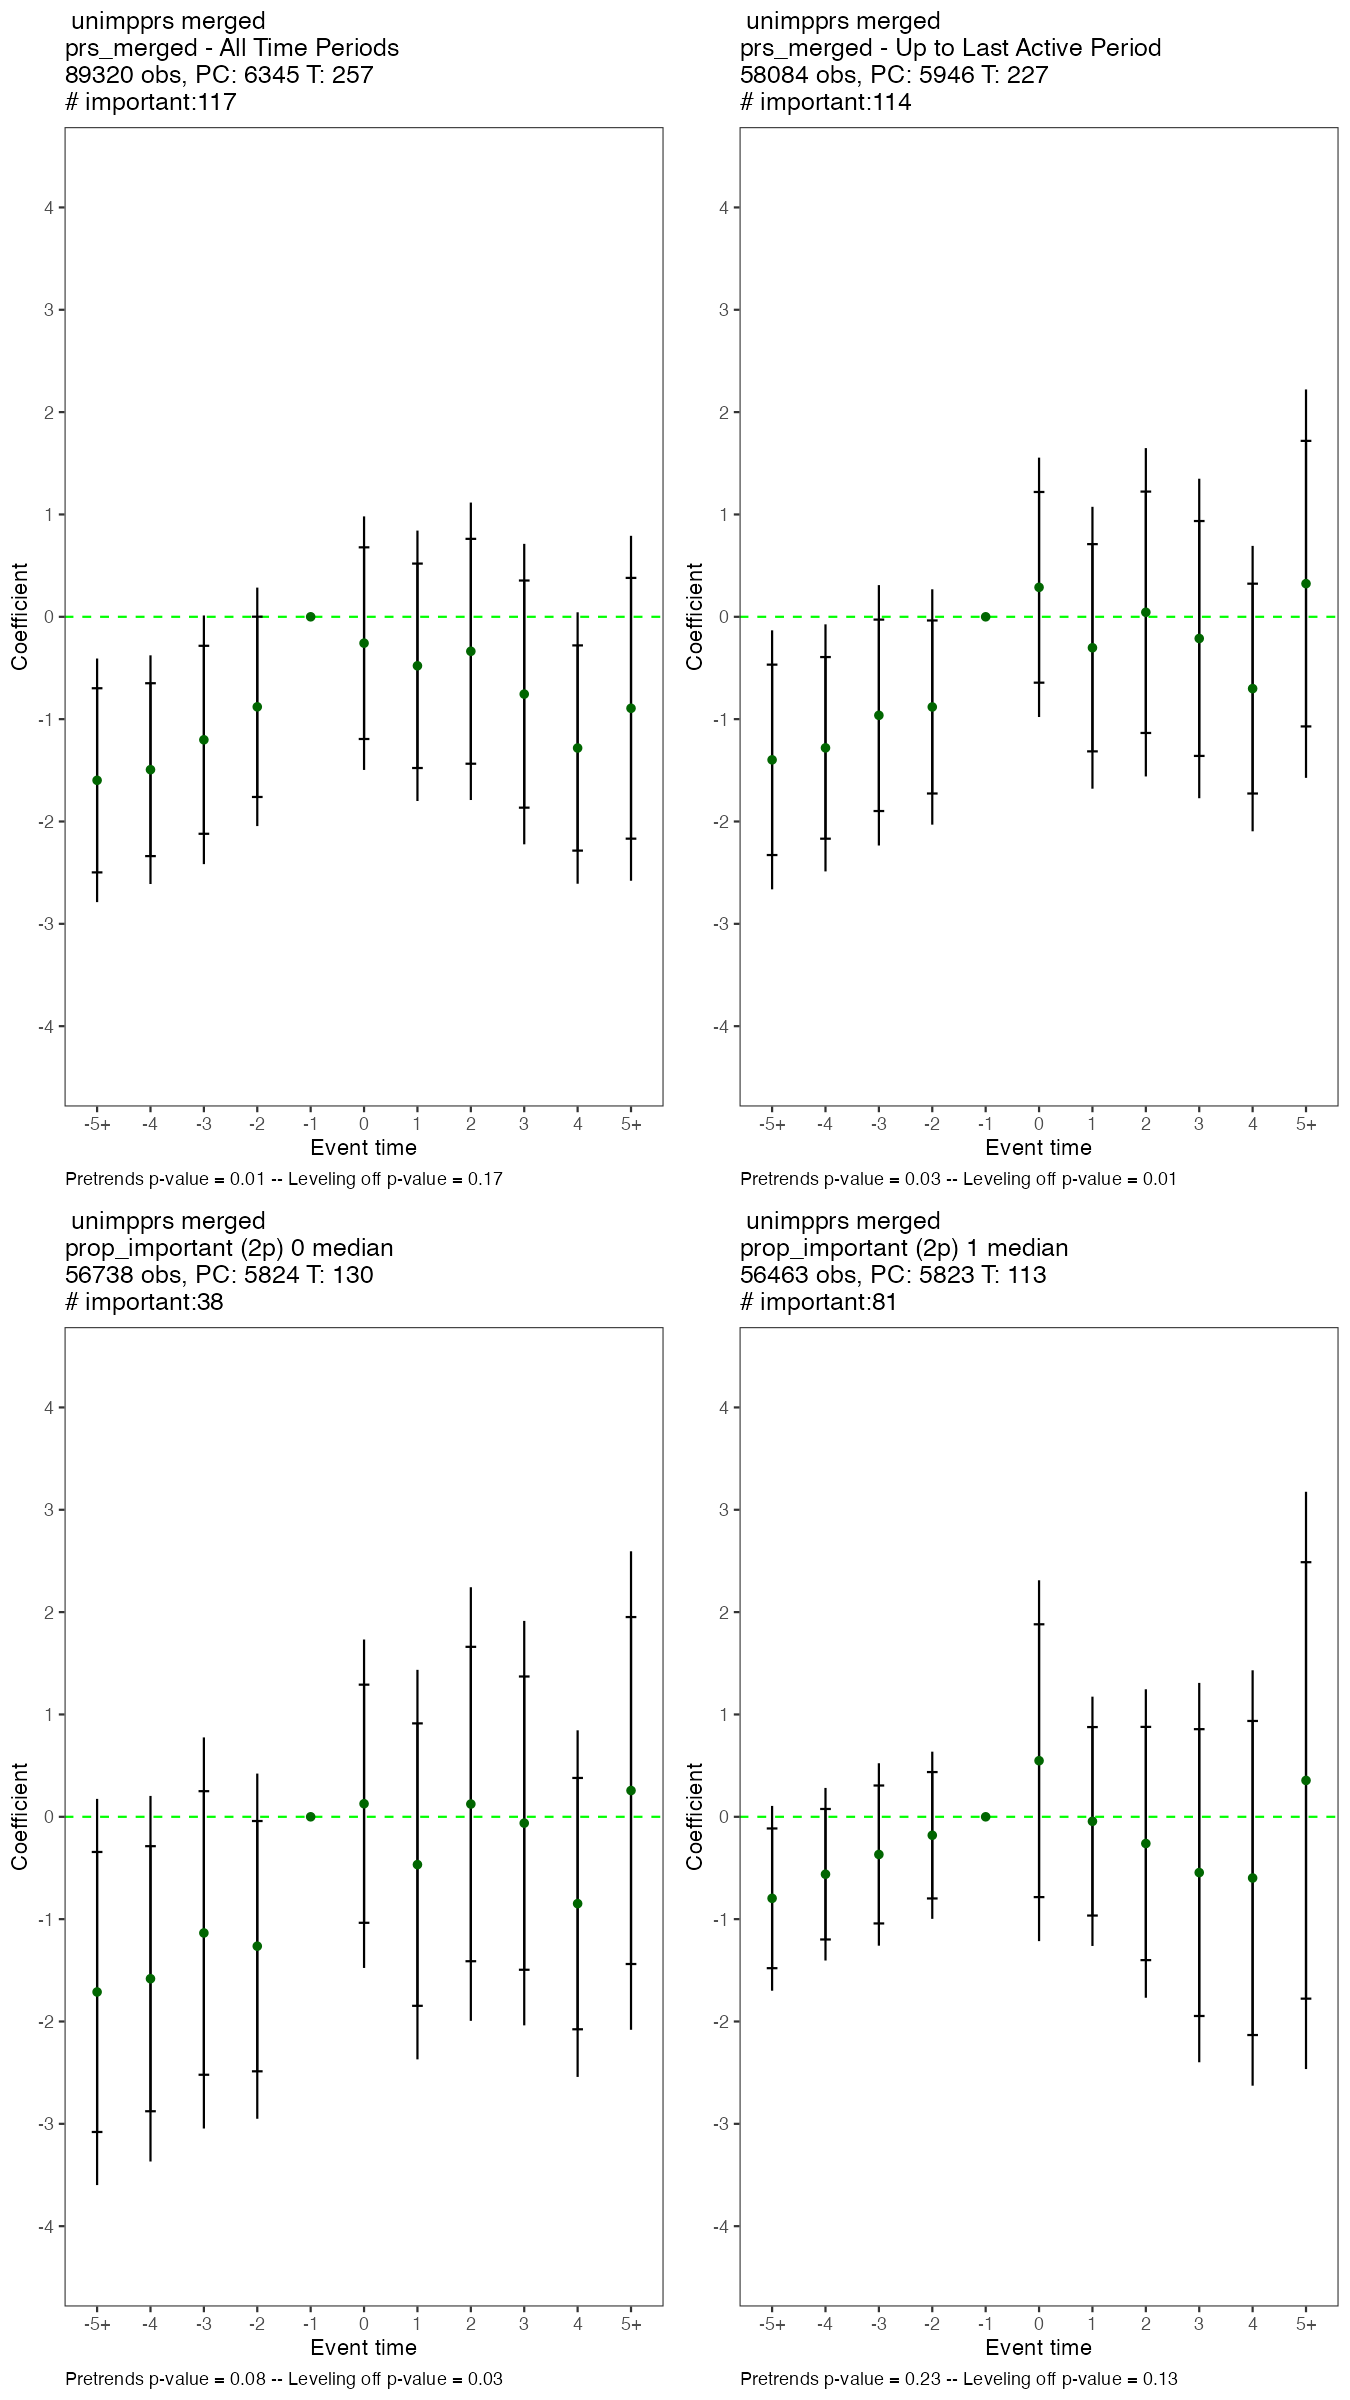 unimpprs merged
prs_merged - All Time Periods
89320 obs, PC: 6345 T: 257
# important:117
4
3
2
1
0
-1
-2
-3
-4
Coefficient
-5+ -4 -3 -2 -1 0 1 2 3 4 5+
Event time
Pretrends p-value = 0.01 -- Leveling off p-value = 0.17
unimpprs merged
prs_merged - Up to Last Active Period
58084 obs, PC: 5946 T: 227
# important:114
4
3
2
1
0
-1
-2
-3
-4
Coefficient
-5+ -4 -3 -2 -1 0 1 2 3 4 5+
Event time
Pretrends p-value = 0.03 -- Leveling off p-value = 0.01
unimpprs merged
prop_important (2p) 0 median
56738 obs, PC: 5824 T: 130
# important:38
4
3
2
1
0
-1
-2
-3
-4
Coefficient
-5+ -4 -3 -2 -1 0 1 2 3 4 5+
Event time
Pretrends p-value = 0.08 -- Leveling off p-value = 0.03
unimpprs merged
prop_important (2p) 1 median
56463 obs, PC: 5823 T: 113
# important:81
4
3
2
1
0
-1
-2
-3
-4
Coefficient
-5+ -4 -3 -2 -1 0 1 2 3 4 5+
Event time
Pretrends p-value = 0.23 -- Leveling off p-value = 0.13